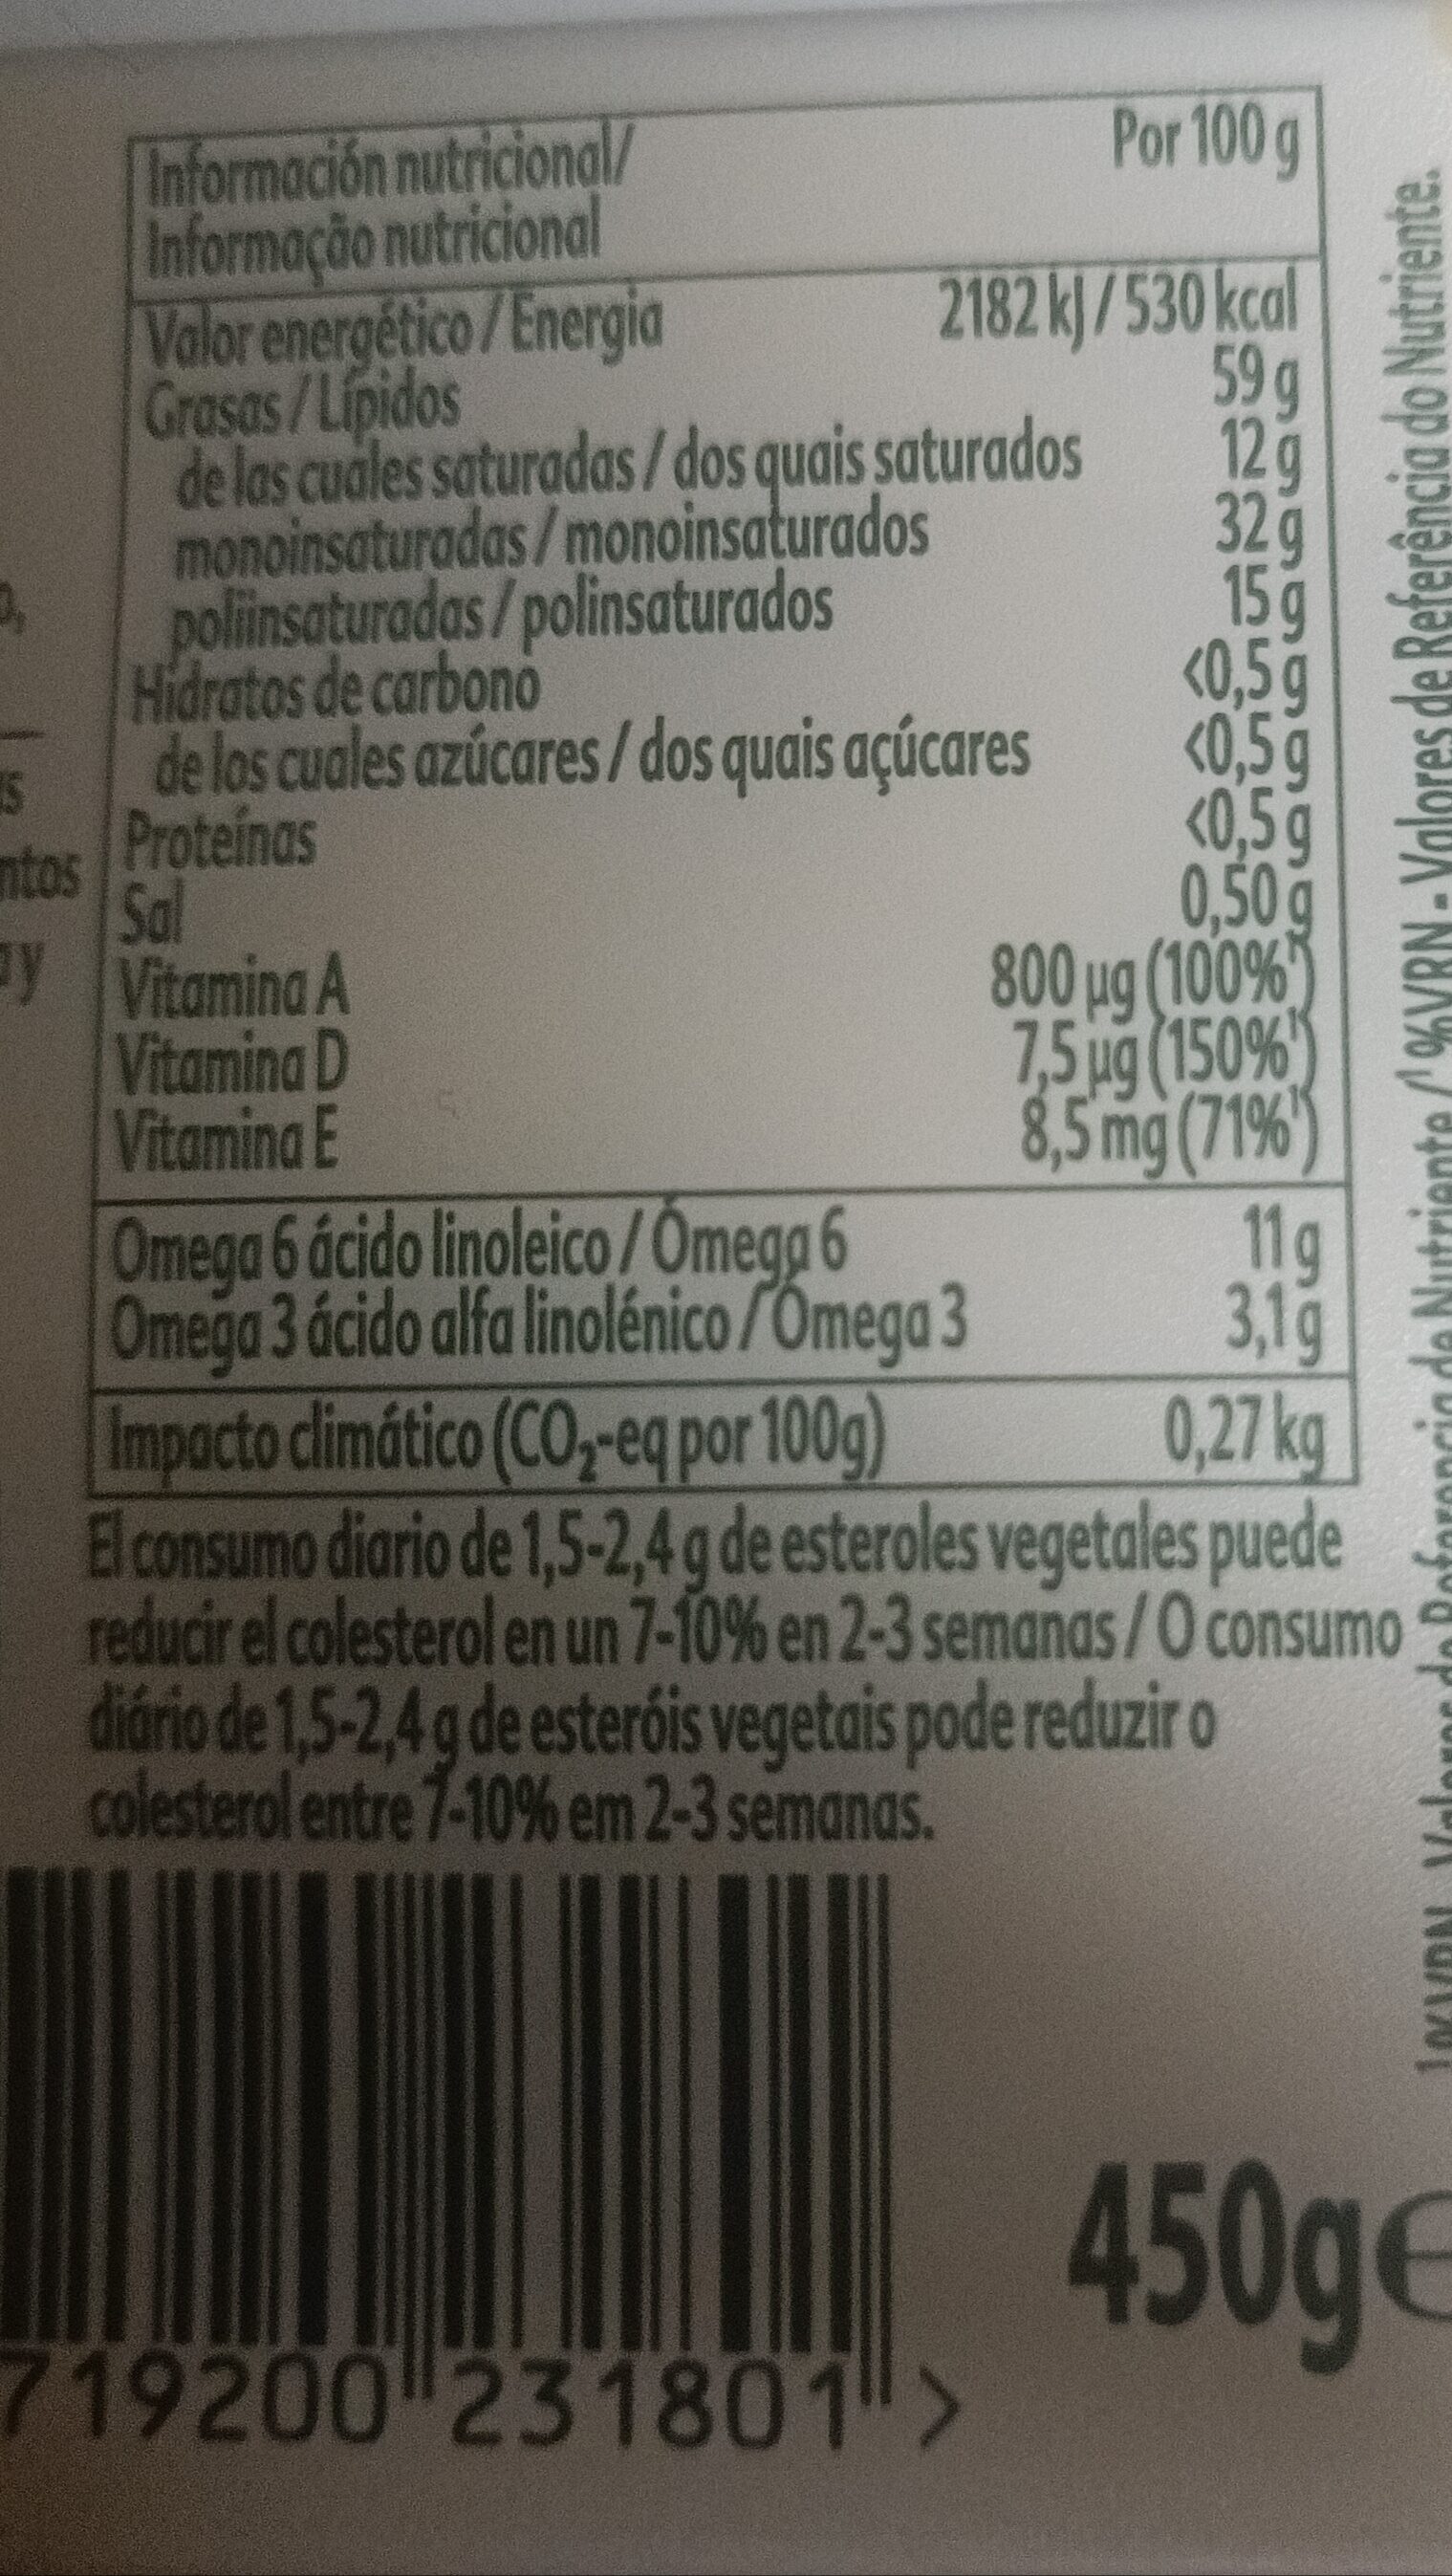 Información nutricional/ Por 100 g
Informação nutricional
Valor energético / Energia 2182 kJ / 530 kcal
Grasas / Lípidos 59 g
de las cuales saturadas / dos quais saturados 12 g
monoinsaturadas / monoinsaturados 32 g
poliinsaturadas / polinsaturados 15 g
Hidratos de carbono <0,5 g
de los cuales azúcares / dos quais açúcares <0,5 g
Proteínas <0,5 g
Sal 0,50 g
Vitamina A 800 µg (100%¹)
Vitamina D 7,5 µg (150%¹)
Vitamina E 8,5 mg (71%¹)
Omega 6 ácido linoleico / Ómega 6 11 g
Omega 3 ácido alfa linolénico / Ómega 3 3,1 g
Impacto climático (CO₂-eq por 100g) 0,27 kg
El consumo diario de 1,5-2,4 g de esteroles vegetales puede
reducir el colesterol en un 7-10% en 2-3 semanas / O consumo
diário de 1,5-2,4 g de esteróis vegetais pode reduzir o
colesterol entre 7-10% em 2-3 semanas.
719200 231801 >
450g e
de Nutriente / ¹%VRN - Valores de Referência do Nutriente.
ntos
y